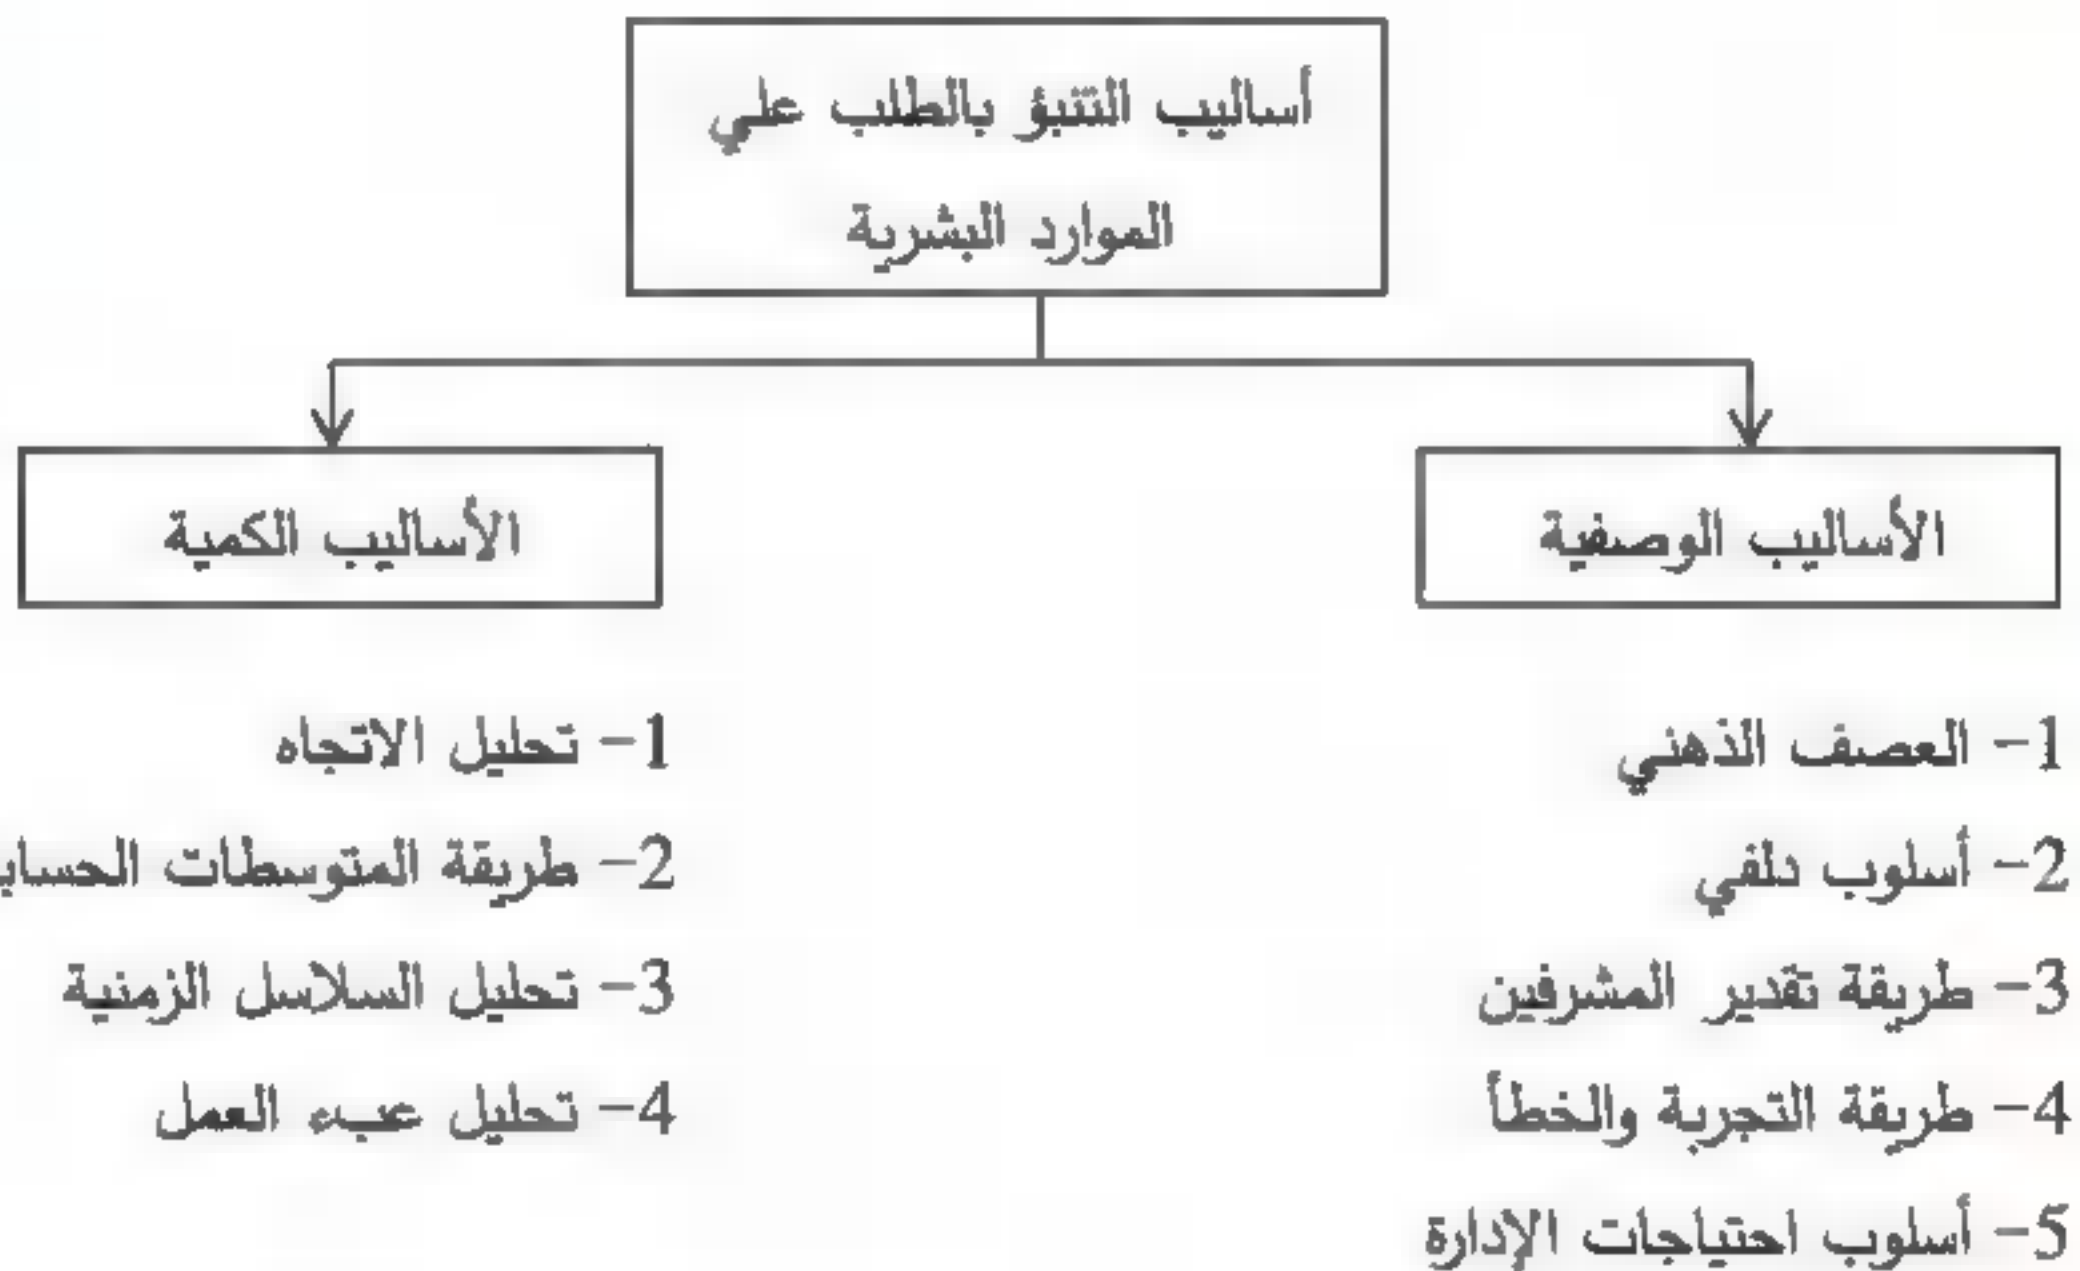 أساليب التنبؤ بالطلب علي
الموارد البشرية
الأساليب الوصفية
1- العصف الذهني
2- أسلوب دلفي
3- طريقة تقدير المشرفين
4- طريقة التجربة والخطأ
5- أسلوب احتياجات الإدارة
الأساليب الكمية
1- تحليل الاتجاه
2- طريقة المتوسطات
3- تحليل السلاسل الزمنية
4- تحليل عبء العمل